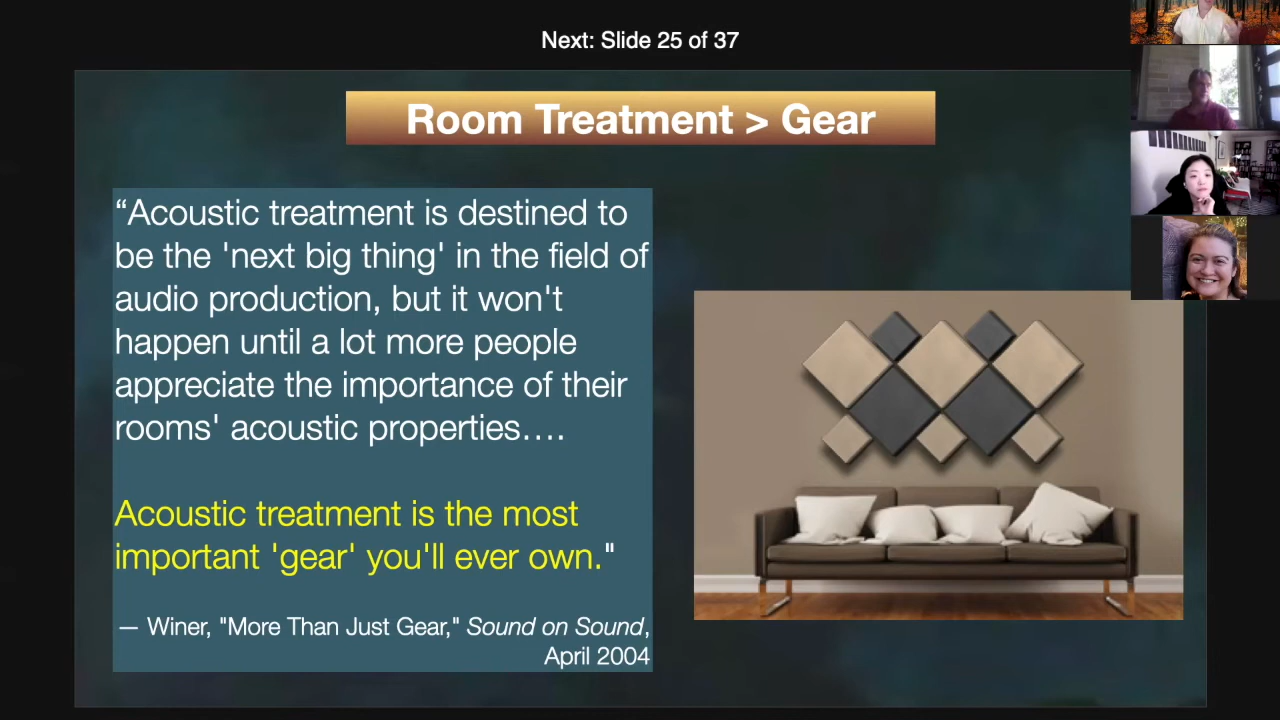 Next: Slide 25 of 37
Room Treatment > Gear
“Acoustic treatment is destined to
be the 'next big thing' in the field of
audio production, but it won't
happen until a lot more people
appreciate the importance of their
rooms' acoustic properties….
Acoustic treatment is the most
important 'gear' you'll ever own."
— Winer, "More Than Just Gear," Sound on Sound,
April 2004